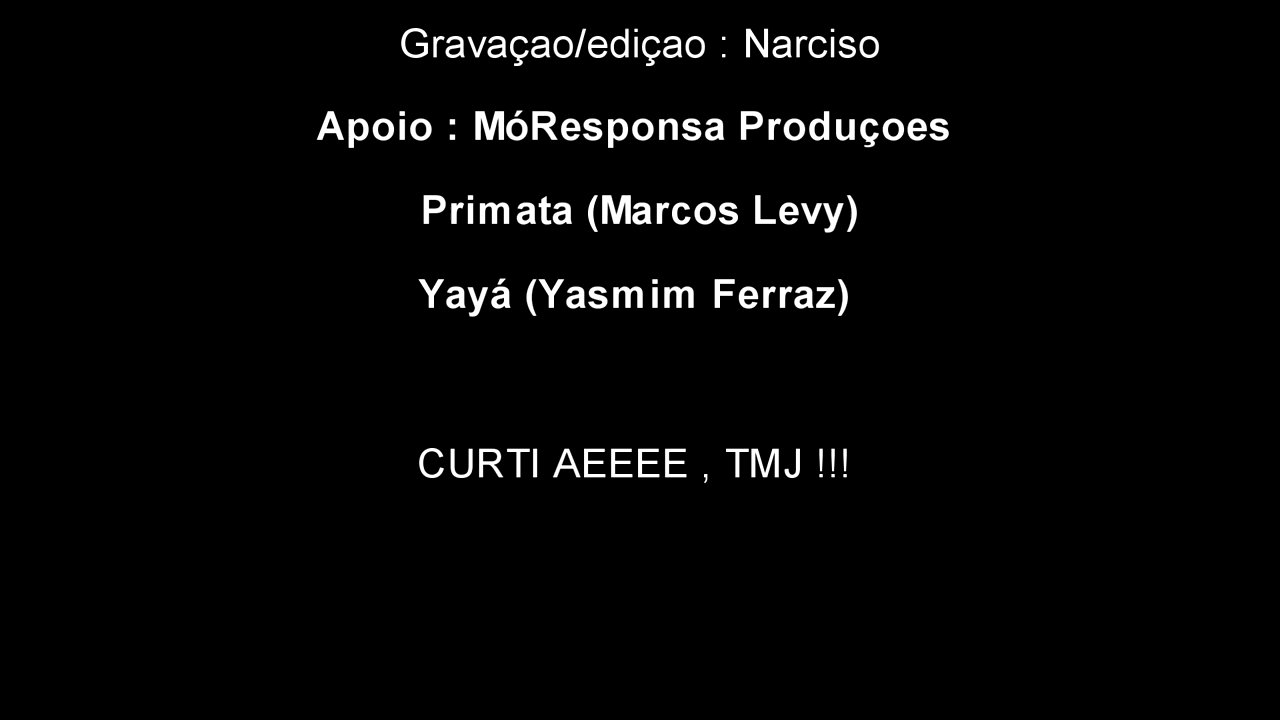 Gravaçao/ediçao : Narciso
Apoio : MóResponsa Produçoes
Primata (Marcos Levy)
Yayá (Yasmim Ferraz)
CURTI AEEEE , TMJ !!!